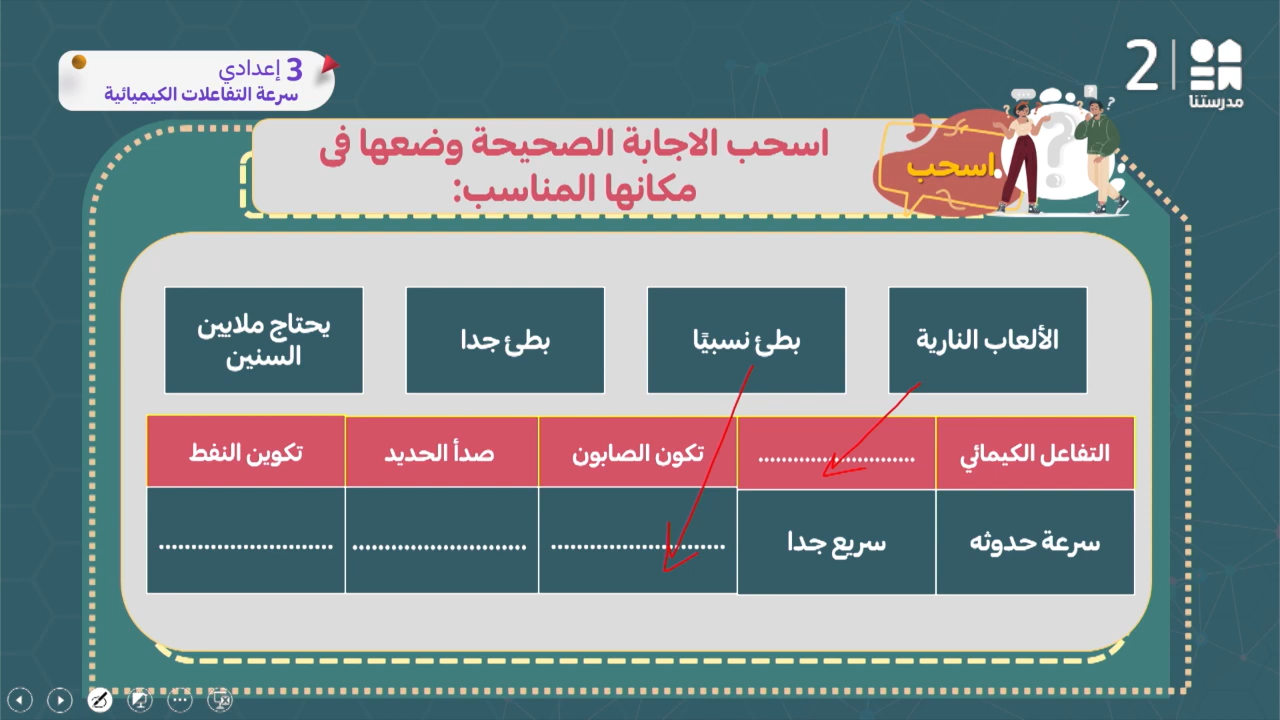 2
مدرستنا
3 إعدادي
سرعة التفاعلات الكيميائية
اسحب
اسحب الاجابة الصحيحة وضعها فى
مكانها المناسب:
الألعاب النارية
بطئ نسبيًا
بطئ جدا
يحتاج ملايين
السنين
التفاعل الكيمائي
...........................
تكون الصابون
صدأ الحديد
تكوين النفط
سرعة حدوثه
سريع جدا
...........................
...........................
...........................